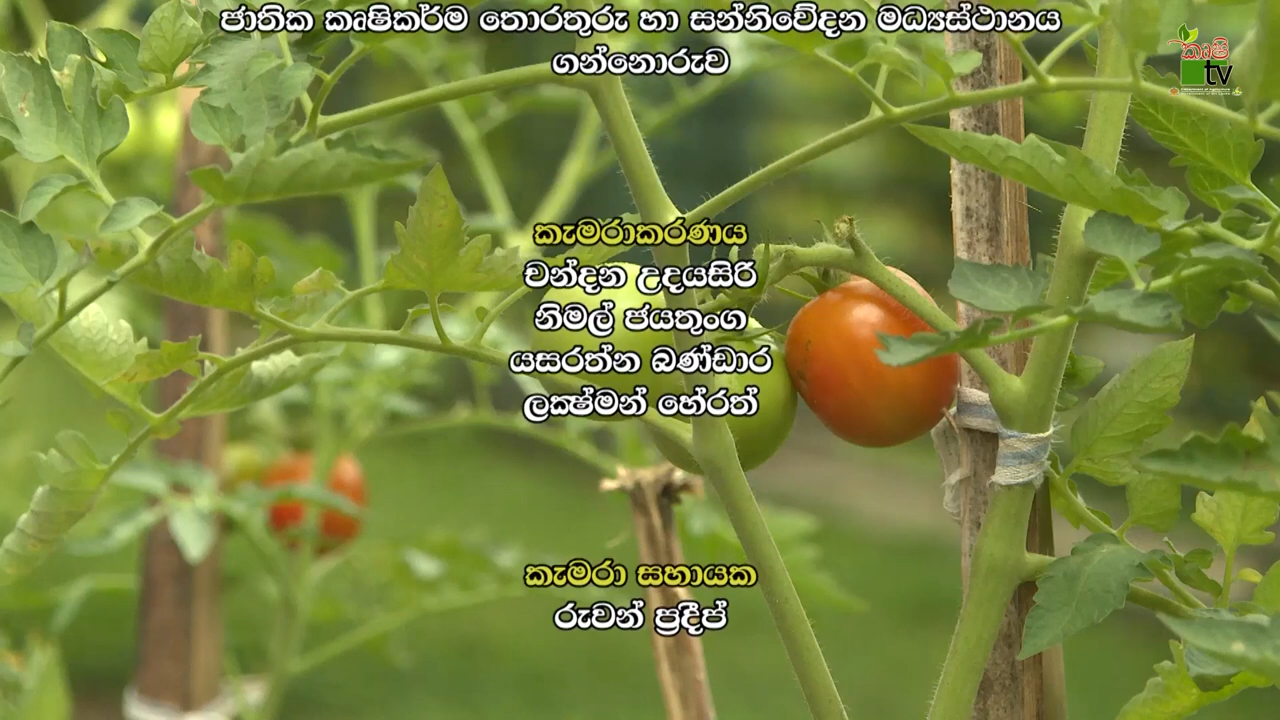 ජාතික කෘෂිකර්ම තොරතුරු හා සන්නිවේදන මධ්‍යස්ථානය
ගන්නොරුව
කෘෂි
tv
කැමරාකරණය
චන්දන උදයසිරි
නිමල් ජයතුංග
යසරත්න බණ්ඩාර
ලක්ෂ්මන් හේරත්
කැමරා සහායක
රුවන් ප්‍රදීප්